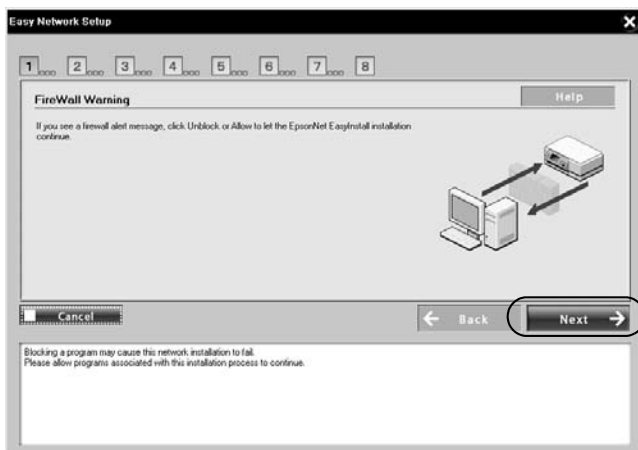 Easy Network Setup
1 2 3 4 5 6 7 8
FireWall Warning
Help
If you see a firewall alert message, click Unblock or Allow to let the EpsonNet EasyInstall installation
continue.
Cancel
Back
Next
Blocking a program may cause this network installation to fail.
Please allow programs associated with this installation process to continue.